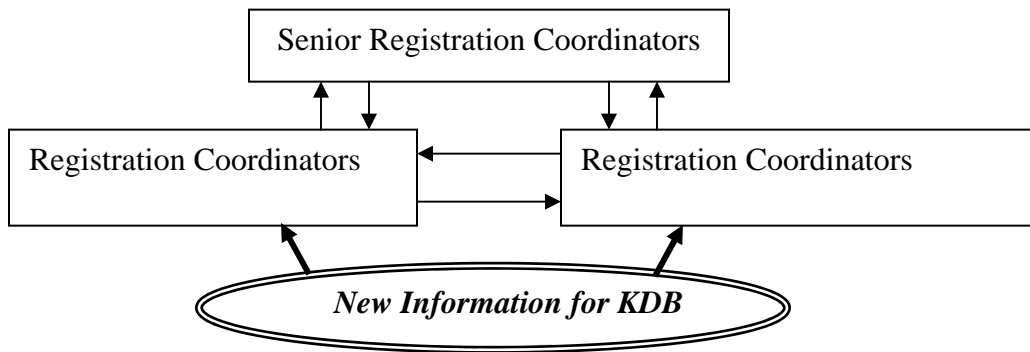 Senior Registration Coordinators
Registration Coordinators
Registration Coordinators
New Information for KDB